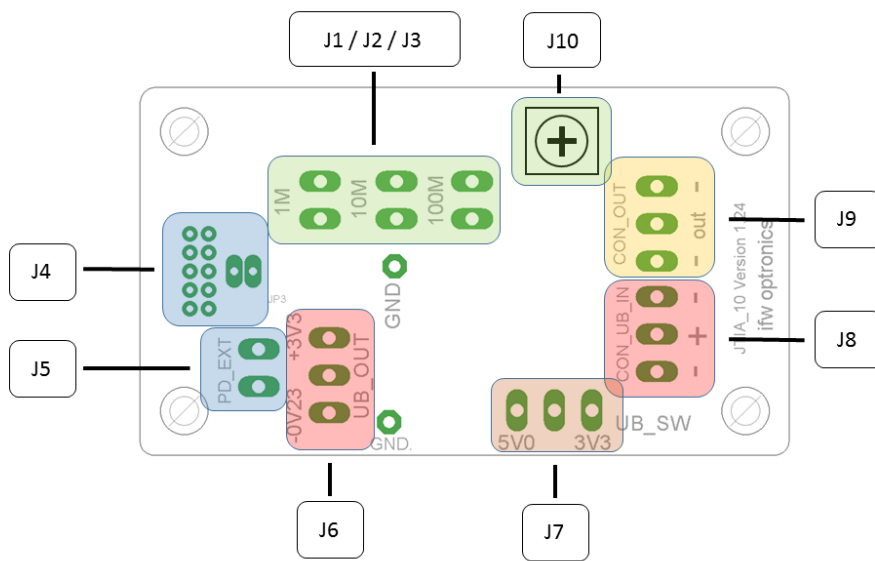 J1 / J2 / J3
J10
1M
10M
100M
CON_OUT
-
out
-
J9
J4
JP3
GND
J5
PD_EXT
+3V3
-0V23
UB_OUT
GND.
CON_UB_IN
-
+
-
J8
JTIA_10 Version 1.24
ifw optronics
5V0
3V3
UB_SW
J6
J7